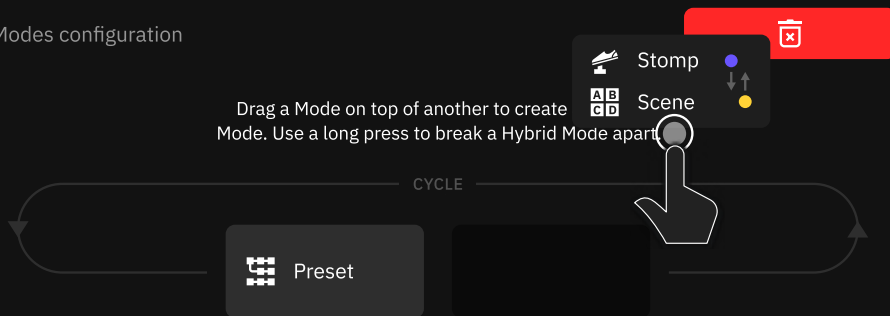 Modes configuration
Stomp
A B
C D
Scene
Drag a Mode on top of another to create
Mode. Use a long press to break a Hybrid Mode apart.
CYCLE
Preset